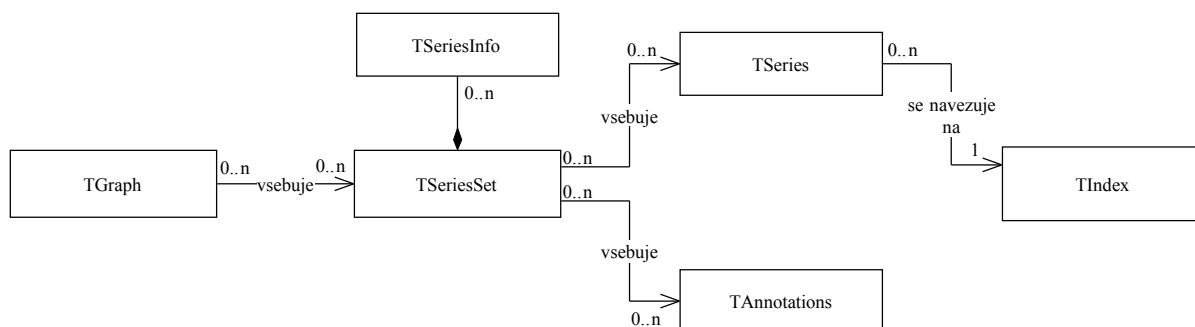 TSeriesInfo
0..n
TSeries
0..n
0..n
vsebuje
se navezuje
na
TGraph
0..n
vsebuje
0..n
TSeriesSet
0..n
0..n
1
TIndex
vsebuje
TAnnotations
0..n